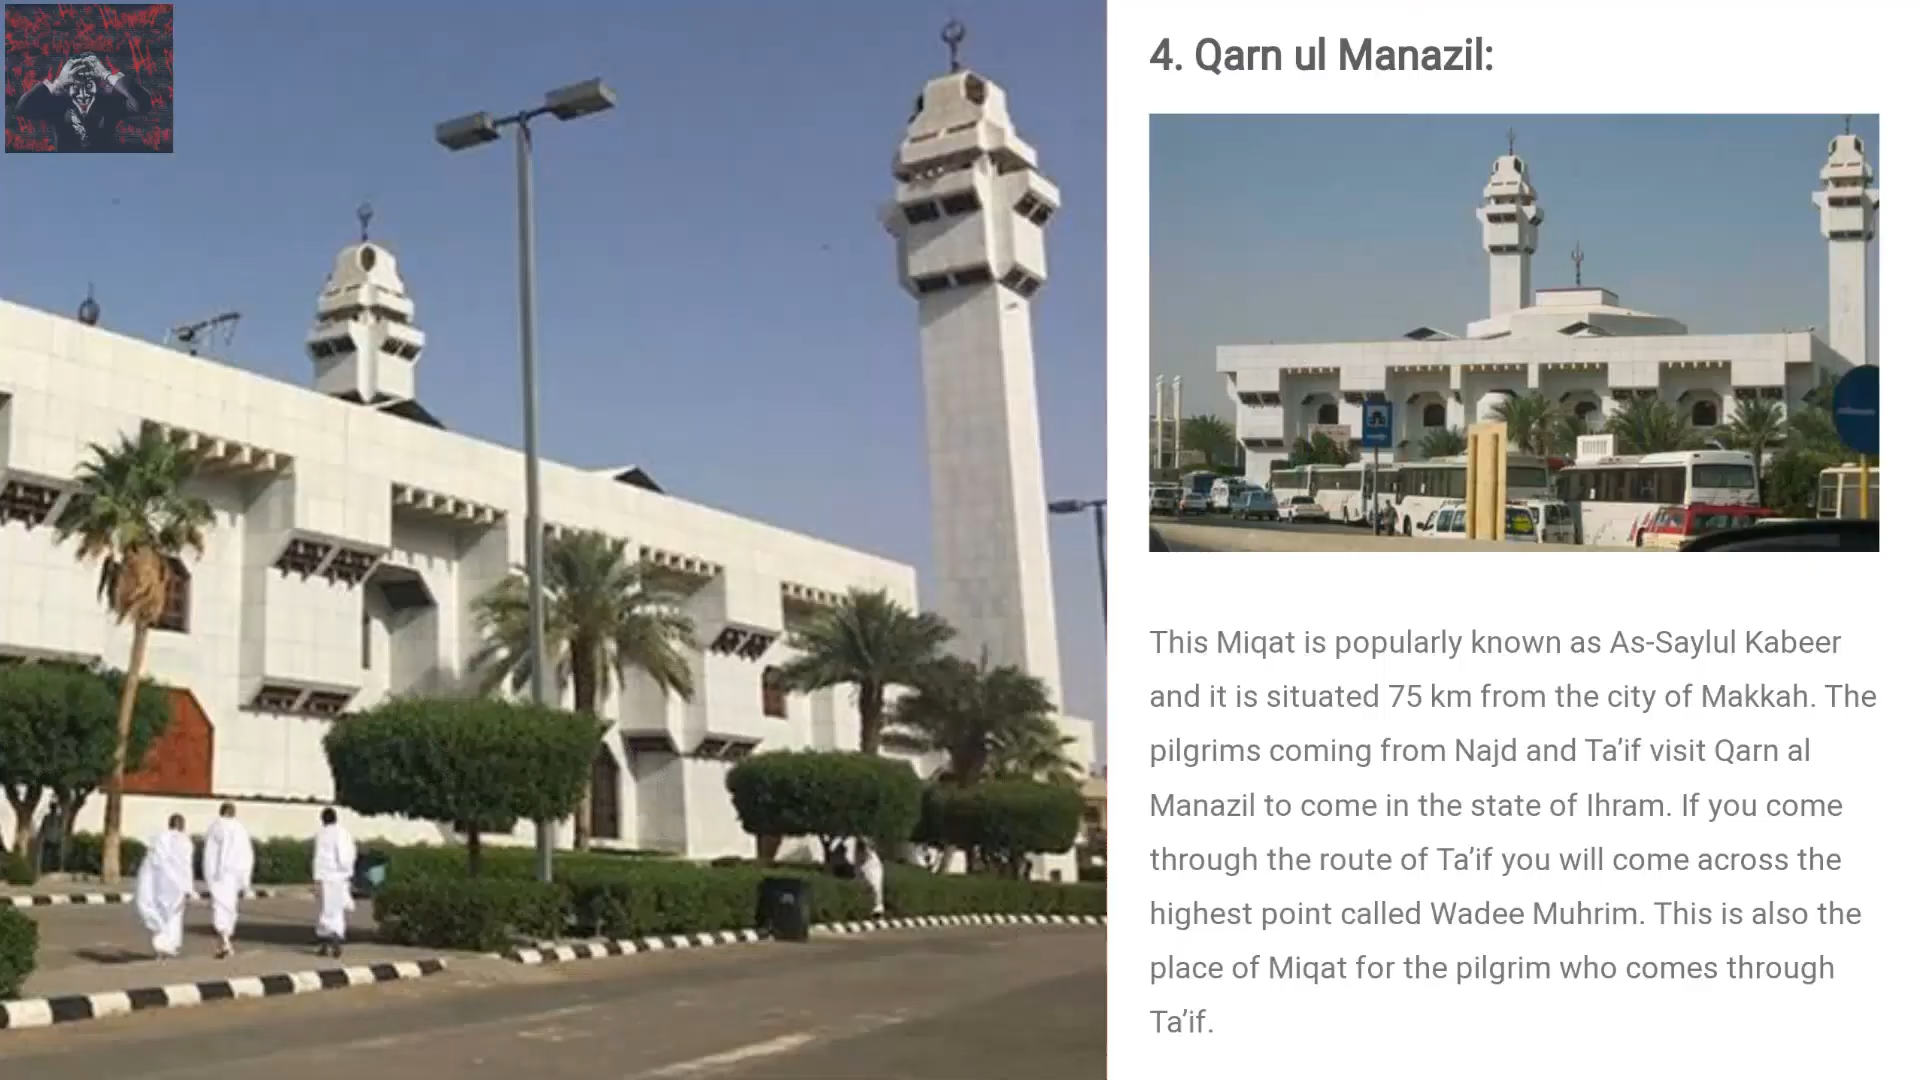 4. Qarn ul Manazil:
This Miqat is popularly known as As-Saylul Kabeer
and it is situated 75 km from the city of Makkah. The
pilgrims coming from Najd and Ta’if visit Qarn al
Manazil to come in the state of Ihram. If you come
through the route of Ta’if you will come across the
highest point called Wadee Muhrim. This is also the
place of Miqat for the pilgrim who comes through
Ta’if.